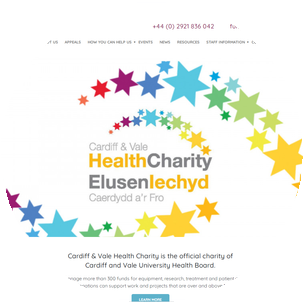 +44 (0) 2921 836 042
UT US APPEALS HOW YOU CAN HELP US EVENTS NEWS RESOURCES STAFF INFORMATION
Cardiff & Vale
HealthCharity
ElusenIechyd
Caerdydd a'r Fro
Cardiff & Vale Health Charity is the official charity of
Cardiff and Vale University Health Board.
more than 300 funds for equipment, research, treatment and patient
can support work and projects that are over and above
LEARN MORE